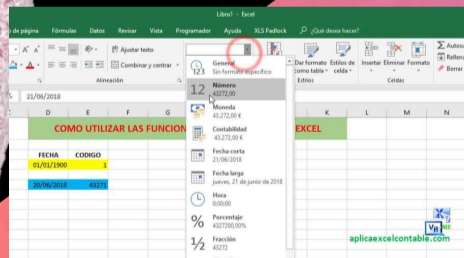 Libro1 - Excel
o de página Fórmulas Datos Revisar Vista Programador Ayuda XLS Padlock ¿Qué desea hacer?
Ajustar texto
Combinar y centrar
Dar formato como tabla
Estilos de celda
Insertar Eliminar Formato
Autosu
Rellena
Borrar
Alineación Estilos Celdas
21/06/2018
D E F G K L M N
COMO UTILIZAR LAS FUNCION EXCEL
FECHA CODIGO
01/01/1900 1
20/06/2018 43271
General
Sin formato específico
Número
43272,00
Moneda
43.272,00 €
Contabilidad
43.272,00 €
Fecha corta
21/06/2018
Fecha larga
jueves, 21 de junio de 2018
Hora
0:00:00
Porcentaje
4327200,00%
Fracción
43272
aplicaexcelcontable.com